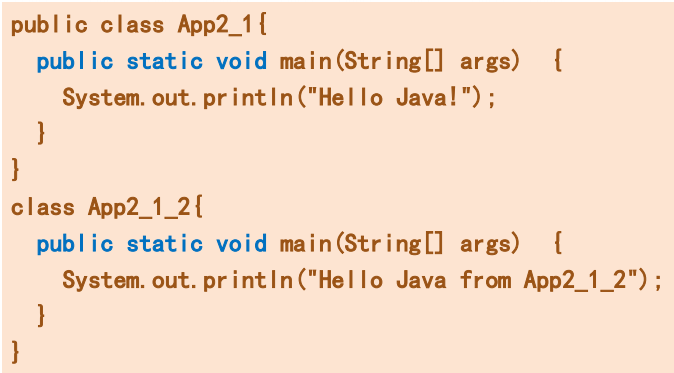 public class App2_1{
  public static void main(String[] args)  {
    System.out.println("Hello Java!");
  }
}
class App2_1_2{
  public static void main(String[] args)  {
    System.out.println("Hello Java from App2_1_2");
  }
}